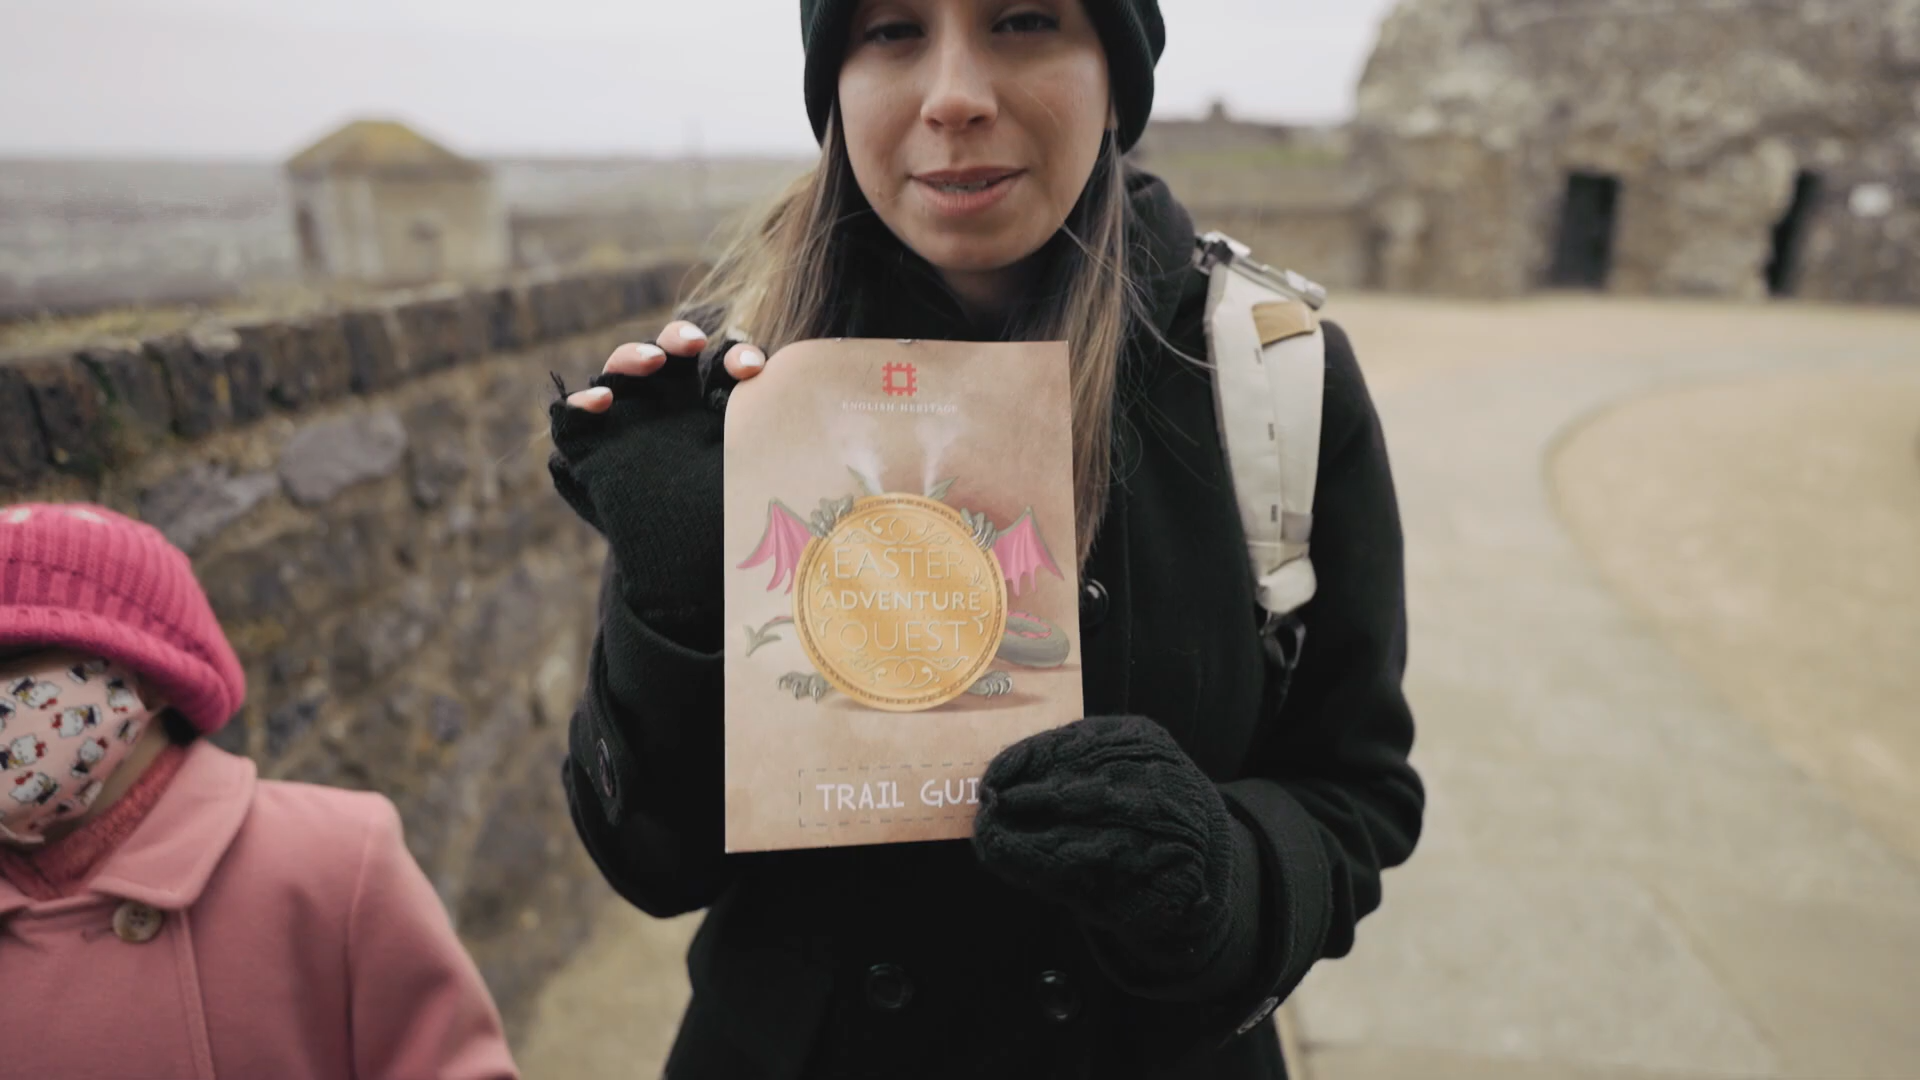 ENGLISH HERITAGE
EASTER
ADVENTURE
QUEST
TRAIL GUI